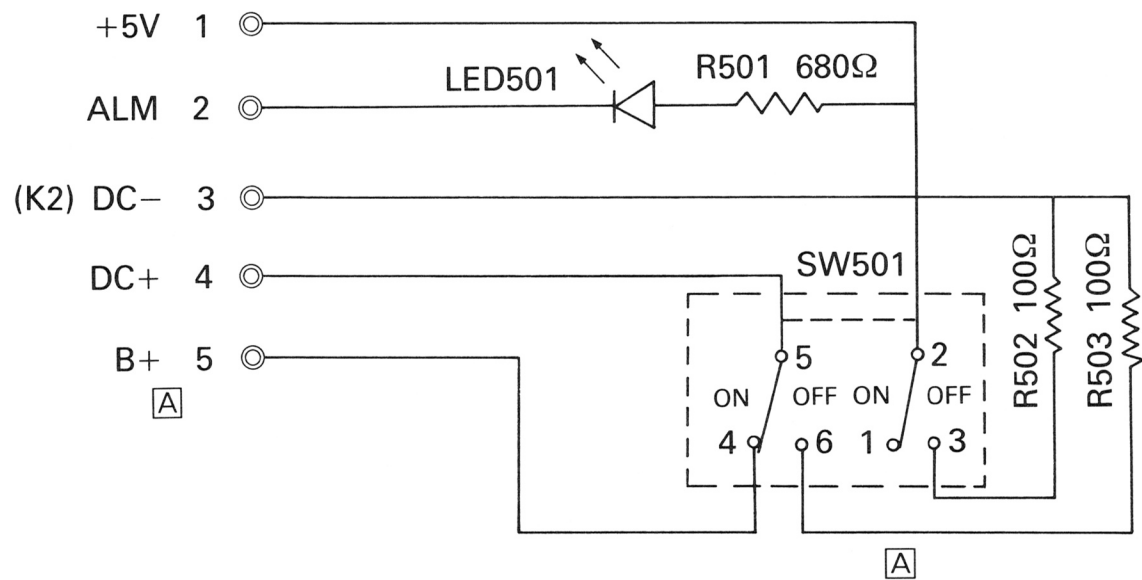 +5V 1
ALM 2
LED501
R501 680Ω
(K2) DC− 3
DC+ 4
SW501
B+ 5
A
5
2
ON OFF ON OFF
4 6 1 3
R502 100Ω
R503 100Ω
A